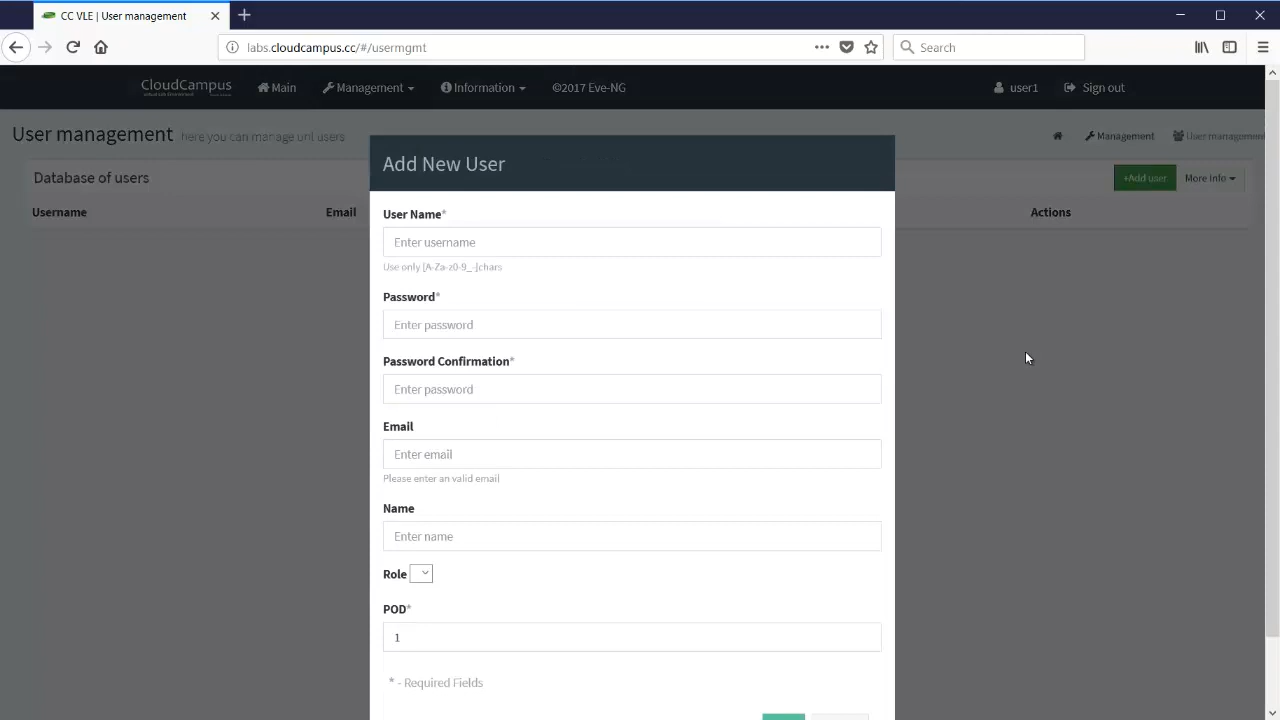 CC VLE | User management
labs.cloudcampus.cc/#/usermgmt
Search
CloudCampus
Main
Management
Information
©2017 Eve-NG
user1
Sign out
User management here you can manage unl users
Management
User management
Add New User
Database of users
+Add user
More info
Username
Email
Actions
User Name*
Enter username
Use only [A-Za-z0-9_-]chars
Password*
Enter password
Password Confirmation*
Enter password
Email
Enter email
Please enter an valid email
Name
Enter name
Role
POD*
1
* - Required Fields